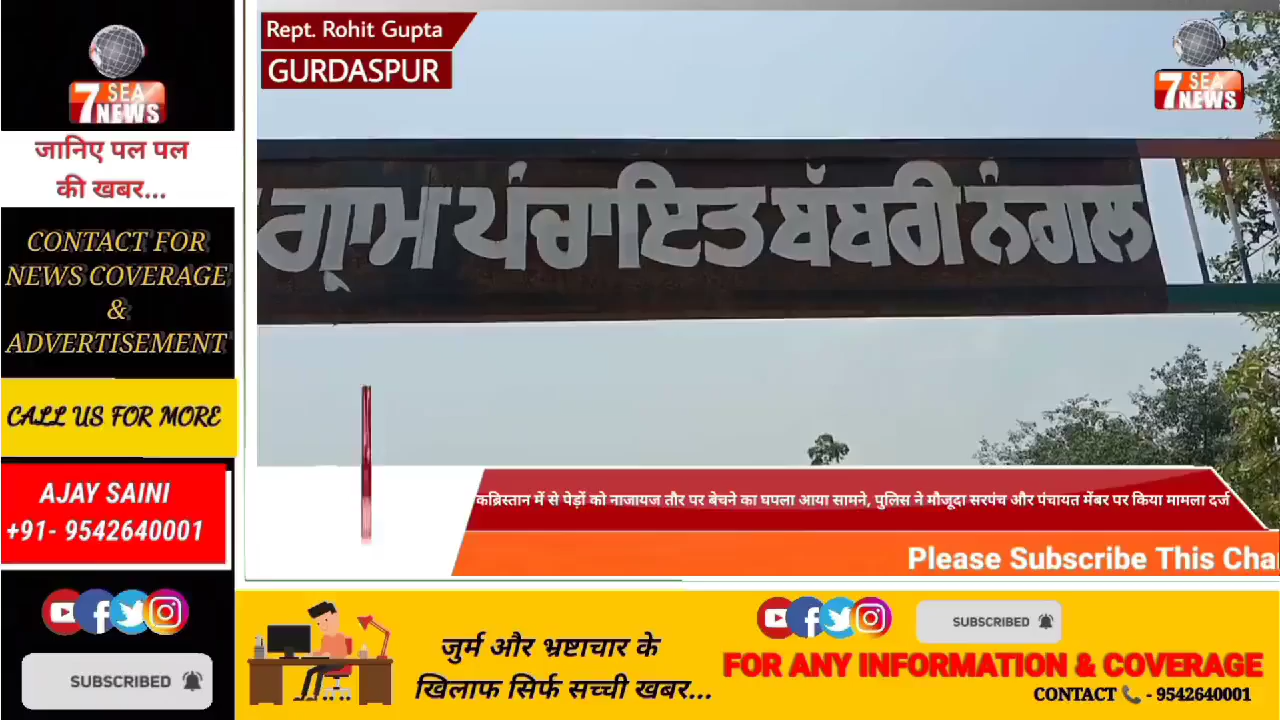 7 SEA
NEWS
जानिए पल पल
की खबर...
CONTACT FOR
NEWS COVERAGE
&
ADVERTISEMENT
CALL US FOR MORE
AJAY SAINI
+91- 9542640001
SUBSCRIBED
Rept. Rohit Gupta
GURDASPUR
7 SEA
NEWS
ਗ੍ਰਾਮ ਪੰਚਾਇਤ ਬੱਬਰੀ ਨੰਗਲ
कब्रिस्तान में से पेड़ों को नाजायज तौर पर बेचने का घपला आया सामने, पुलिस ने मौजूदा सरपंच और पंचायत मेंबर पर किया मामला दर्ज
Please Subscribe This Cha
जुर्म और भ्रष्टाचार के
खिलाफ सिर्फ सच्ची खबर...
SUBSCRIBED
FOR ANY INFORMATION & COVERAGE
CONTACT 📞 - 9542640001